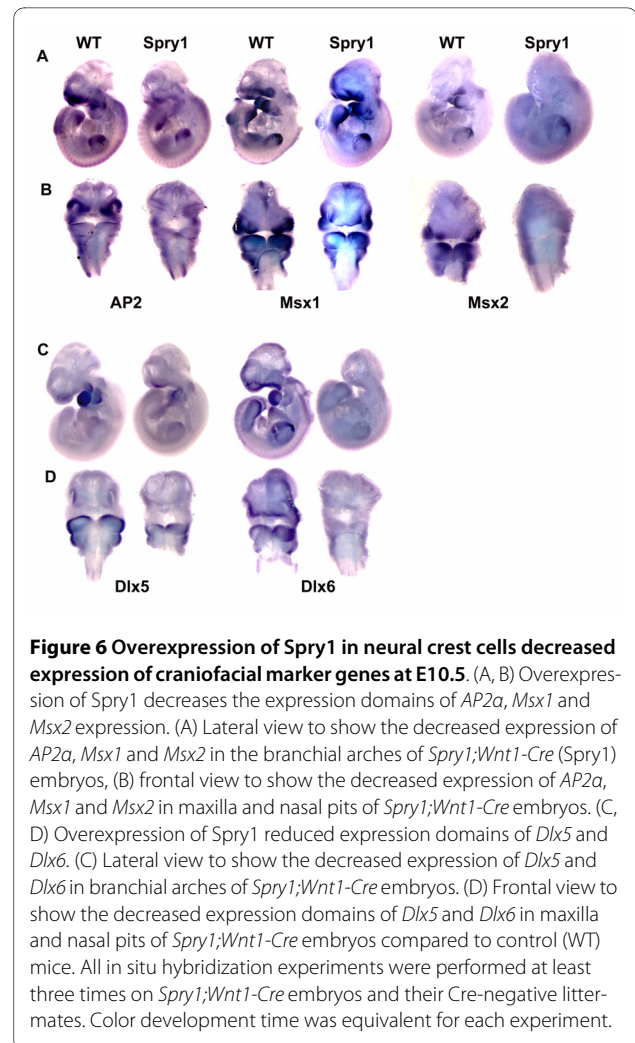 WT Spry1 WT Spry1 WT Spry1
A
B
AP2 Msx1 Msx2
C
D
Dlx5 Dlx6
Figure 6 Overexpression of Spry1 in neural crest cells decreased
expression of craniofacial marker genes at E10.5. (A, B) Overexpres-
sion of Spry1 decreases the expression domains of AP2α, Msx1 and
Msx2 expression. (A) Lateral view to show the decreased expression of
AP2α, Msx1 and Msx2 in the branchial arches of Spry1;Wnt1-Cre (Spry1)
embryos, (B) frontal view to show the decreased expression of AP2α,
Msx1 and Msx2 in maxilla and nasal pits of Spry1;Wnt1-Cre embryos. (C,
D) Overexpression of Spry1 reduced expression domains of Dlx5 and
Dlx6. (C) Lateral view to show the decreased expression of Dlx5 and
Dlx6 in branchial arches of Spry1;Wnt1-Cre embryos. (D) Frontal view to
show the decreased expression domains of Dlx5 and Dlx6 in maxilla
and nasal pits of Spry1;Wnt1-Cre embryos compared to control (WT)
mice. All in situ hybridization experiments were performed at least
three times on Spry1;Wnt1-Cre embryos and their Cre-negative litter-
mates. Color development time was equivalent for each experiment.